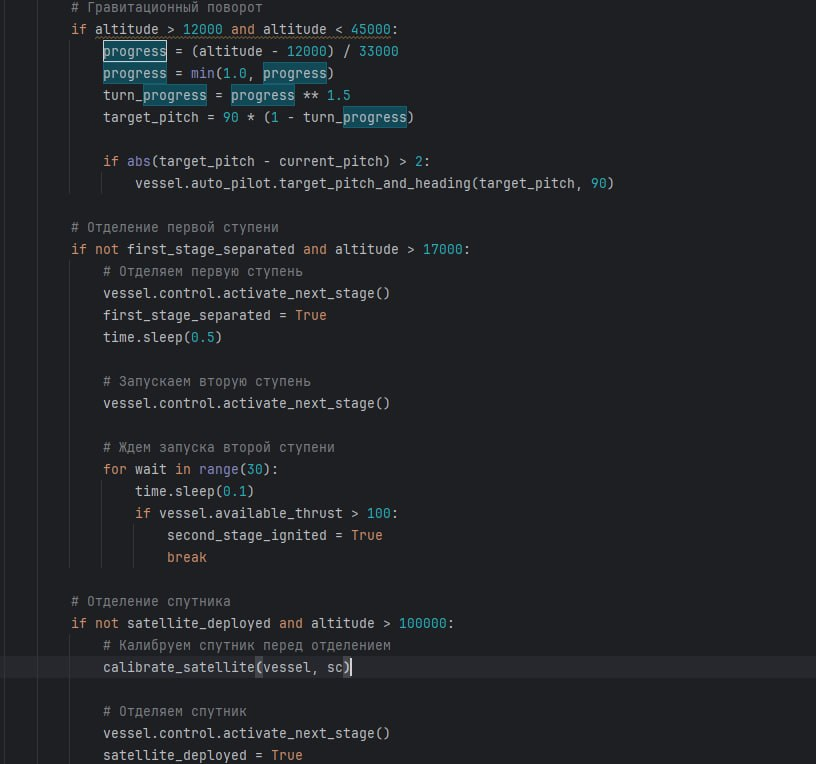 # Гравитационный поворот
if altitude > 12000 and altitude < 45000:
progress = (altitude - 12000) / 33000
progress = min(1.0, progress)
turn_progress = progress ** 1.5
target_pitch = 90 * (1 - turn_progress)
if abs(target_pitch - current_pitch) > 2:
vessel.auto_pilot.target_pitch_and_heading(target_pitch, 90)
# Отделение первой ступени
if not first_stage_separated and altitude > 17000:
# Отделяем первую ступень
vessel.control.activate_next_stage()
first_stage_separated = True
time.sleep(0.5)
# Запускаем вторую ступень
vessel.control.activate_next_stage()
# Ждем запуска второй ступени
for wait in range(30):
time.sleep(0.1)
if vessel.available_thrust > 100:
second_stage_ignited = True
break
# Отделение спутника
if not satellite_deployed and altitude > 100000:
# Калибруем спутник перед отделением
calibrate_satellite(vessel, sc)
# Отделяем спутник
vessel.control.activate_next_stage()
satellite_deployed = True